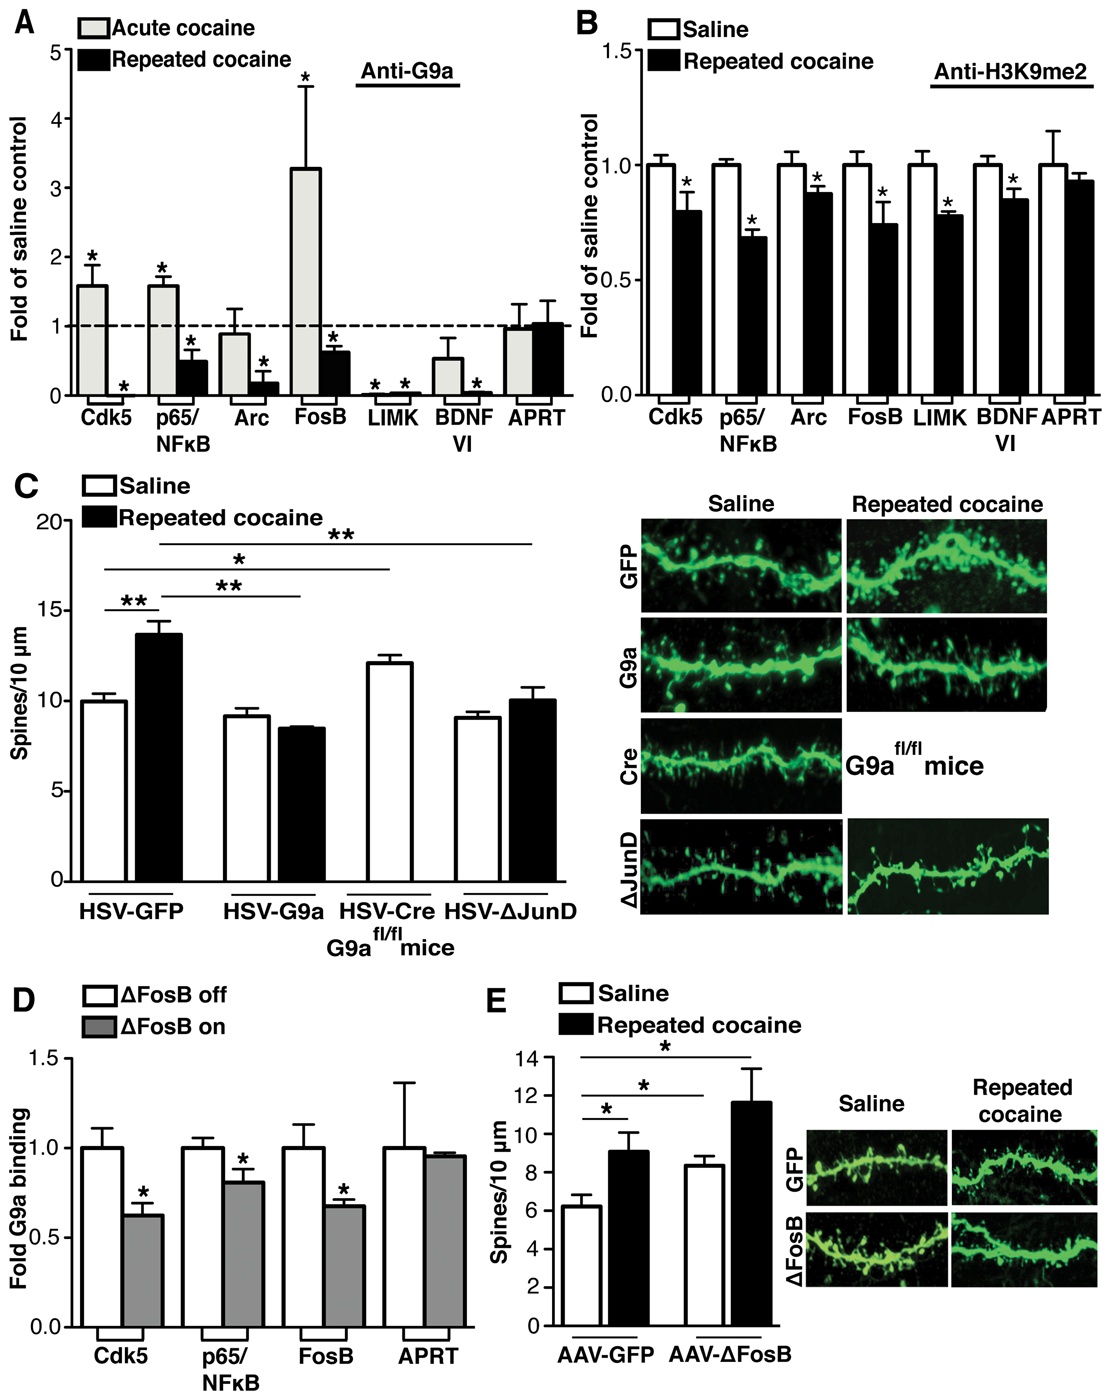 A
Acute cocaine
Repeated cocaine
Anti-G9a
Fold of saline control
5
4
3
2
1
0
* * * * * * * * * *
Cdk5 p65/ Arc FosB LIMK BDNF APRT
NFκB VI
B
Saline
Repeated cocaine
Anti-H3K9me2
Fold of saline control
1.5
1.0
0.5
0.0
* * * * * *
Cdk5 p65/ Arc FosB LIMK BDNF APRT
NFκB VI
C
Saline
Repeated cocaine
Spines/10 µm
20
15
10
5
0
**
*
**
**
HSV-GFP HSV-G9a HSV-Cre HSV-ΔJunD
G9afl/fl mice
Saline Repeated cocaine
GFP
G9a
Cre
G9afl/fl mice
ΔJunD
D
ΔFosB off
ΔFosB on
Fold G9a binding
1.5
1.0
0.5
0.0
* * *
Cdk5 p65/ FosB APRT
NFκB
E
Saline
Repeated cocaine
Spines/10 µm
14
12
10
8
6
4
2
0
*
*
*
AAV-GFP AAV-ΔFosB
Saline Repeated
cocaine
GFP
ΔFosB